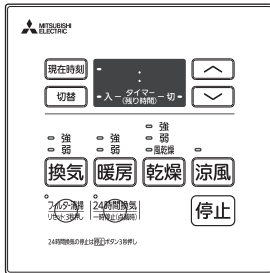 MITSUBISHI
ELECTRIC
現在時刻
:
切替
入
タイマー
(残り時間)
切
強
強
強
弱
弱
弱
風乾燥
換気
暖房
乾燥
涼風
フィルター清掃
リセット3秒押し
24時間換気
一時停止(点検時)
停止
24時間換気の停止は停止ボタン3秒押し